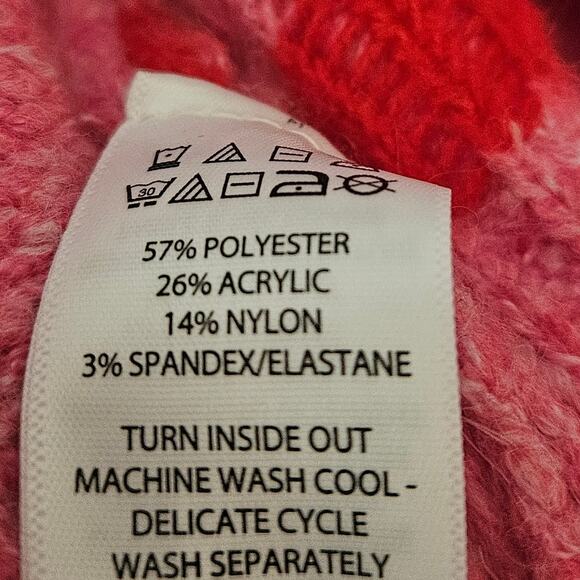 30
57% POLYESTER
26% ACRYLIC
14% NYLON
3% SPANDEX/ELASTANE
TURN INSIDE OUT
MACHINE WASH COOL -
DELICATE CYCLE
WASH SEPARATELY